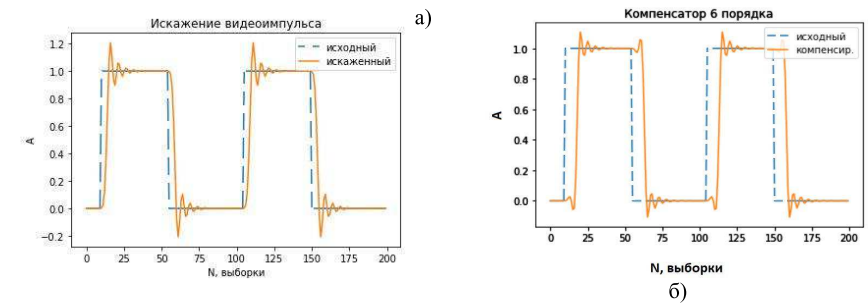 Искажение видеоимпульса
а)
исходный
искаженный
1.2
1.0
0.8
0.6
0.4
0.2
0.0
−0.2
A
0 25 50 75 100 125 150 175 200
N, выборки
Компенсатор 6 порядка
исходный
компенсир.
1.0
0.8
0.6
0.4
0.2
0.0
A
0 25 50 75 100 125 150 175 200
N, выборки
б)